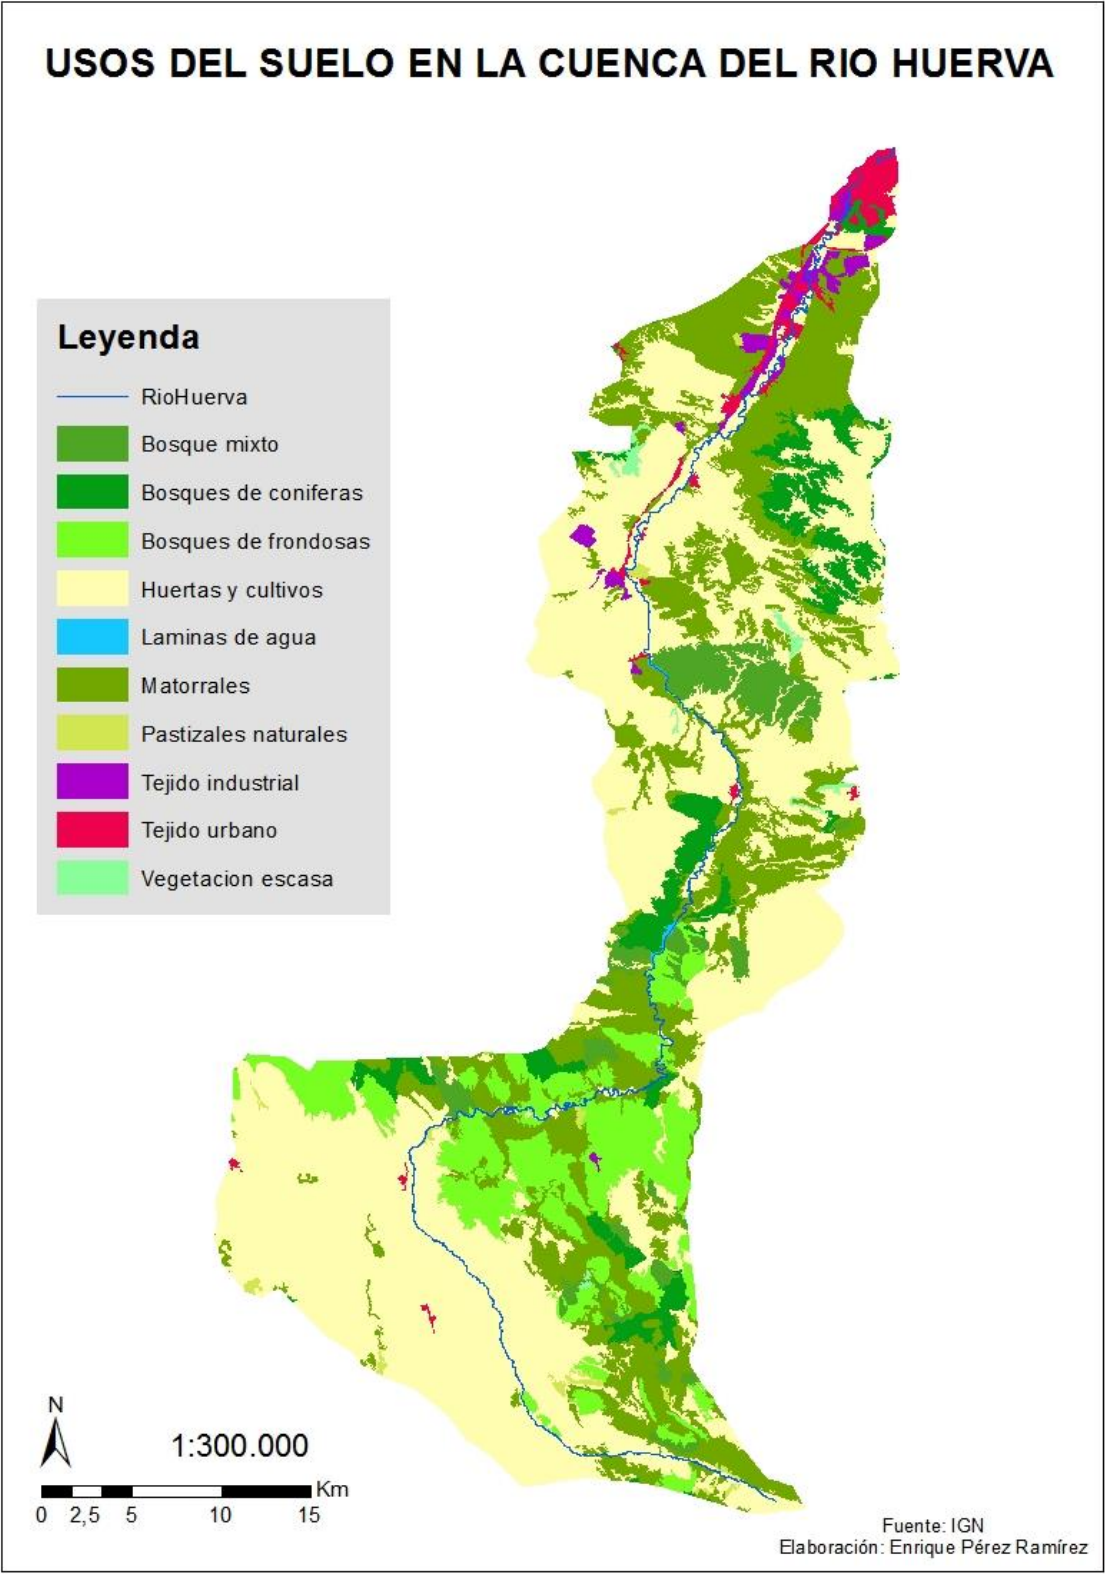 USOS DEL SUELO EN LA CUENCA DEL RIO HUERVA
Leyenda
RioHuerva
Bosque mixto
Bosques de coniferas
Bosques de frondosas
Huertas y cultivos
Laminas de agua
Matorrales
Pastizales naturales
Tejido industrial
Tejido urbano
Vegetacion escasa
N
1:300.000
Km
0 2,5 5 10 15
Fuente: IGN
Elaboración: Enrique Pérez Ramírez